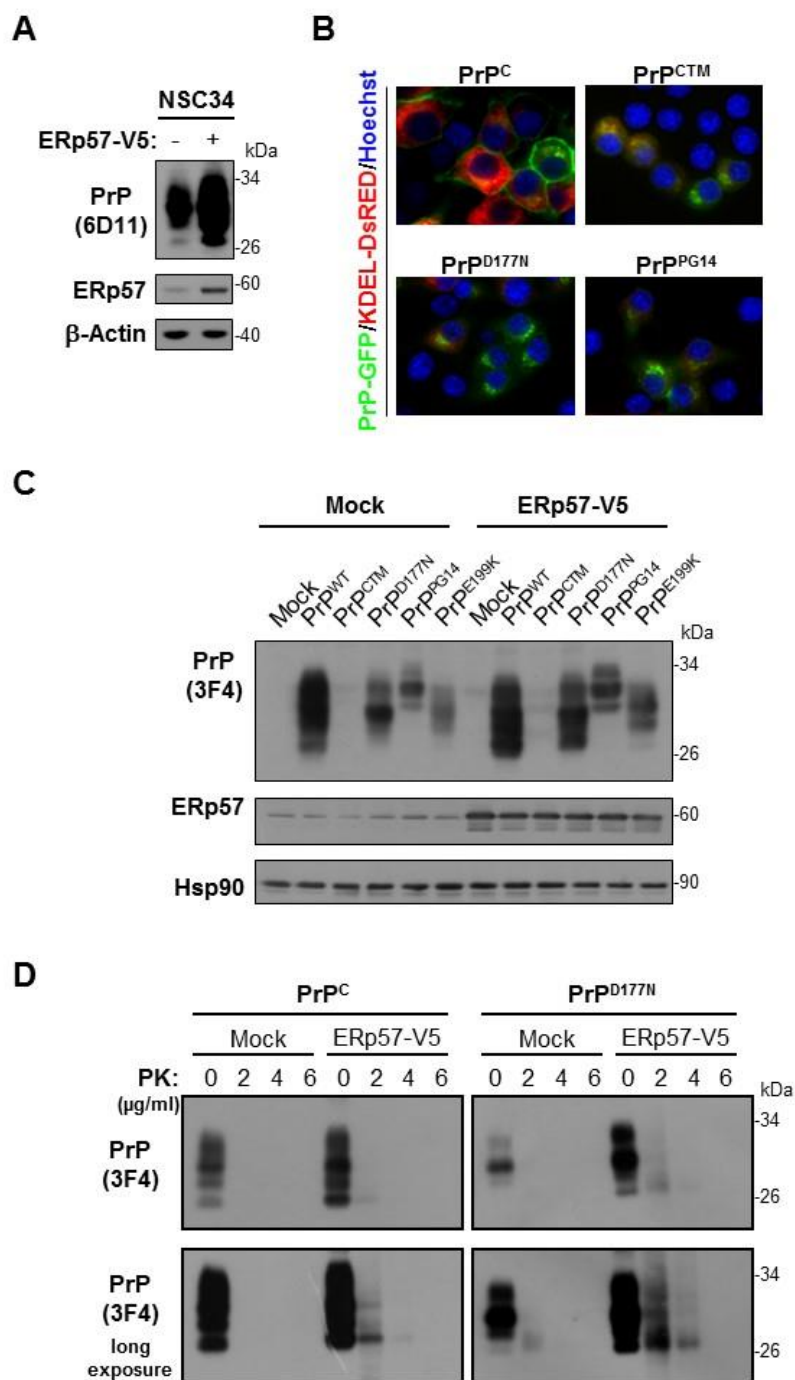 A
NSC34
ERp57-V5: - +
kDa
PrP
(6D11)
-34
-26
ERp57
-60
β-Actin
-40
B
PrP-GFP/KDEL-DsRED/Hoechst
PrPC
PrPCTM
PrPD177N
PrPPG14
C
Mock
ERp57-V5
Mock PrPWT PrPCTM PrPD177N PrPPG14 PrPE199K Mock PrPWT PrPCTM PrPD177N PrPPG14 PrPE199K
kDa
PrP
(3F4)
-34
-26
ERp57
-60
Hsp90
-90
D
PrPC
PrPD177N
Mock ERp57-V5 Mock ERp57-V5
PK: 0 2 4 6 0 2 4 6 0 2 4 6 0 2 4 6
(µg/ml)
kDa
PrP
(3F4)
-34
-26
PrP
(3F4)
long
exposure
-34
-26